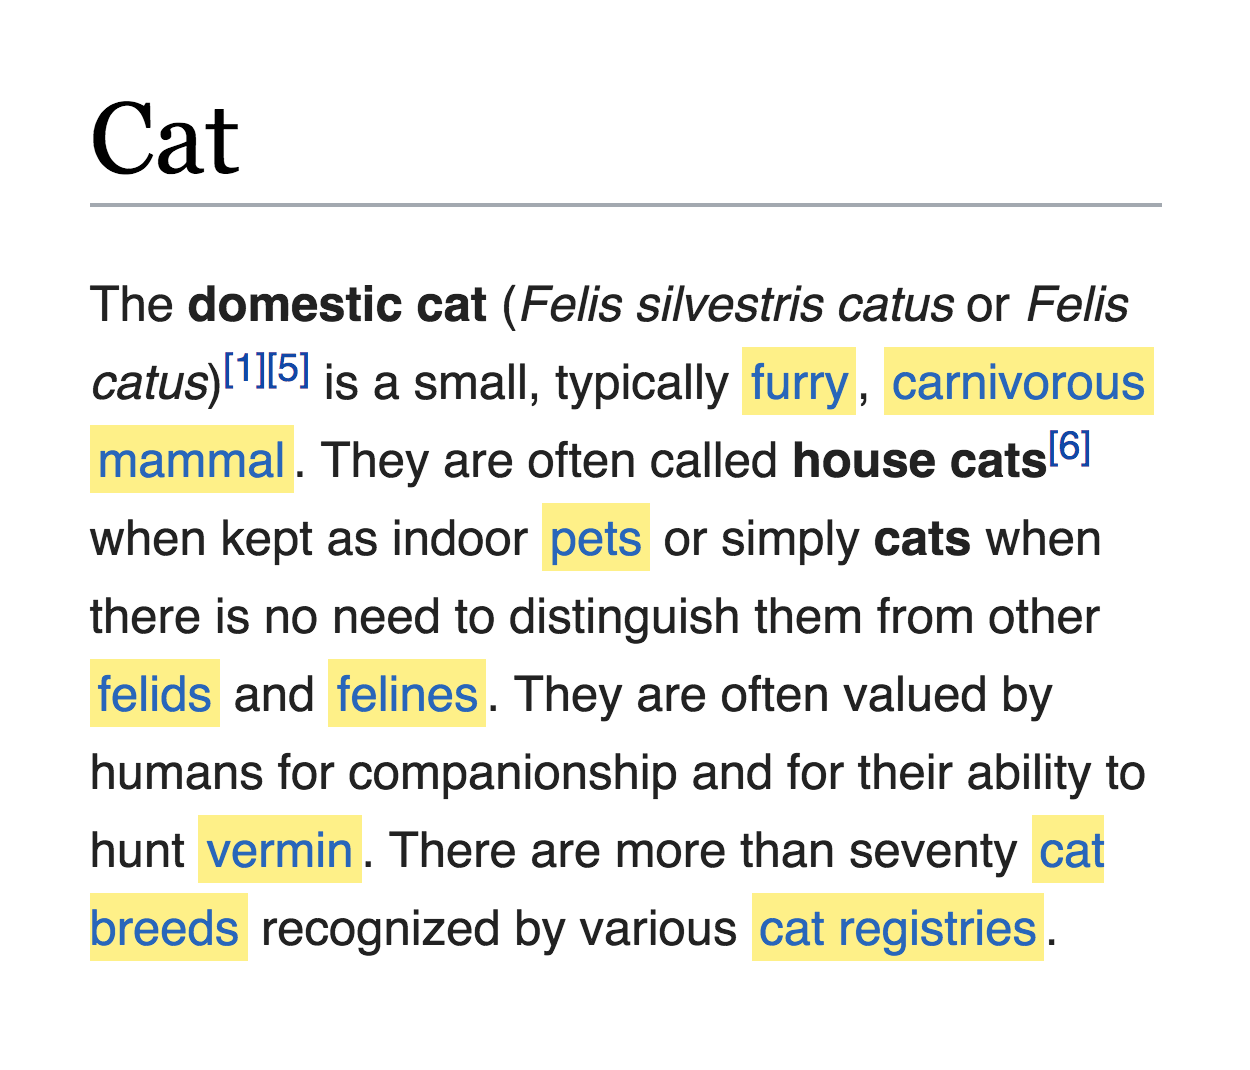 Cat
The domestic cat (Felis silvestris catus or Felis
catus)[1][5] is a small, typically furry, carnivorous
mammal. They are often called house cats[6]
when kept as indoor pets or simply cats when
there is no need to distinguish them from other
felids and felines. They are often valued by
humans for companionship and for their ability to
hunt vermin. There are more than seventy cat
breeds recognized by various cat registries.